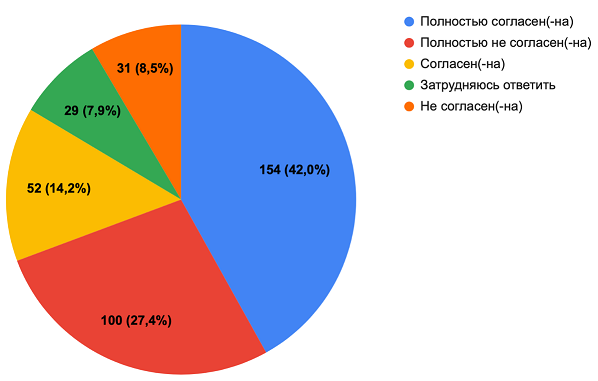 Полностью согласен(-на)
Полностью не согласен(-на)
Согласен(-на)
Затрудняюсь ответить
Не согласен(-на)
31 (8,5%)
29 (7,9%)
52 (14,2%)
154 (42,0%)
100 (27,4%)